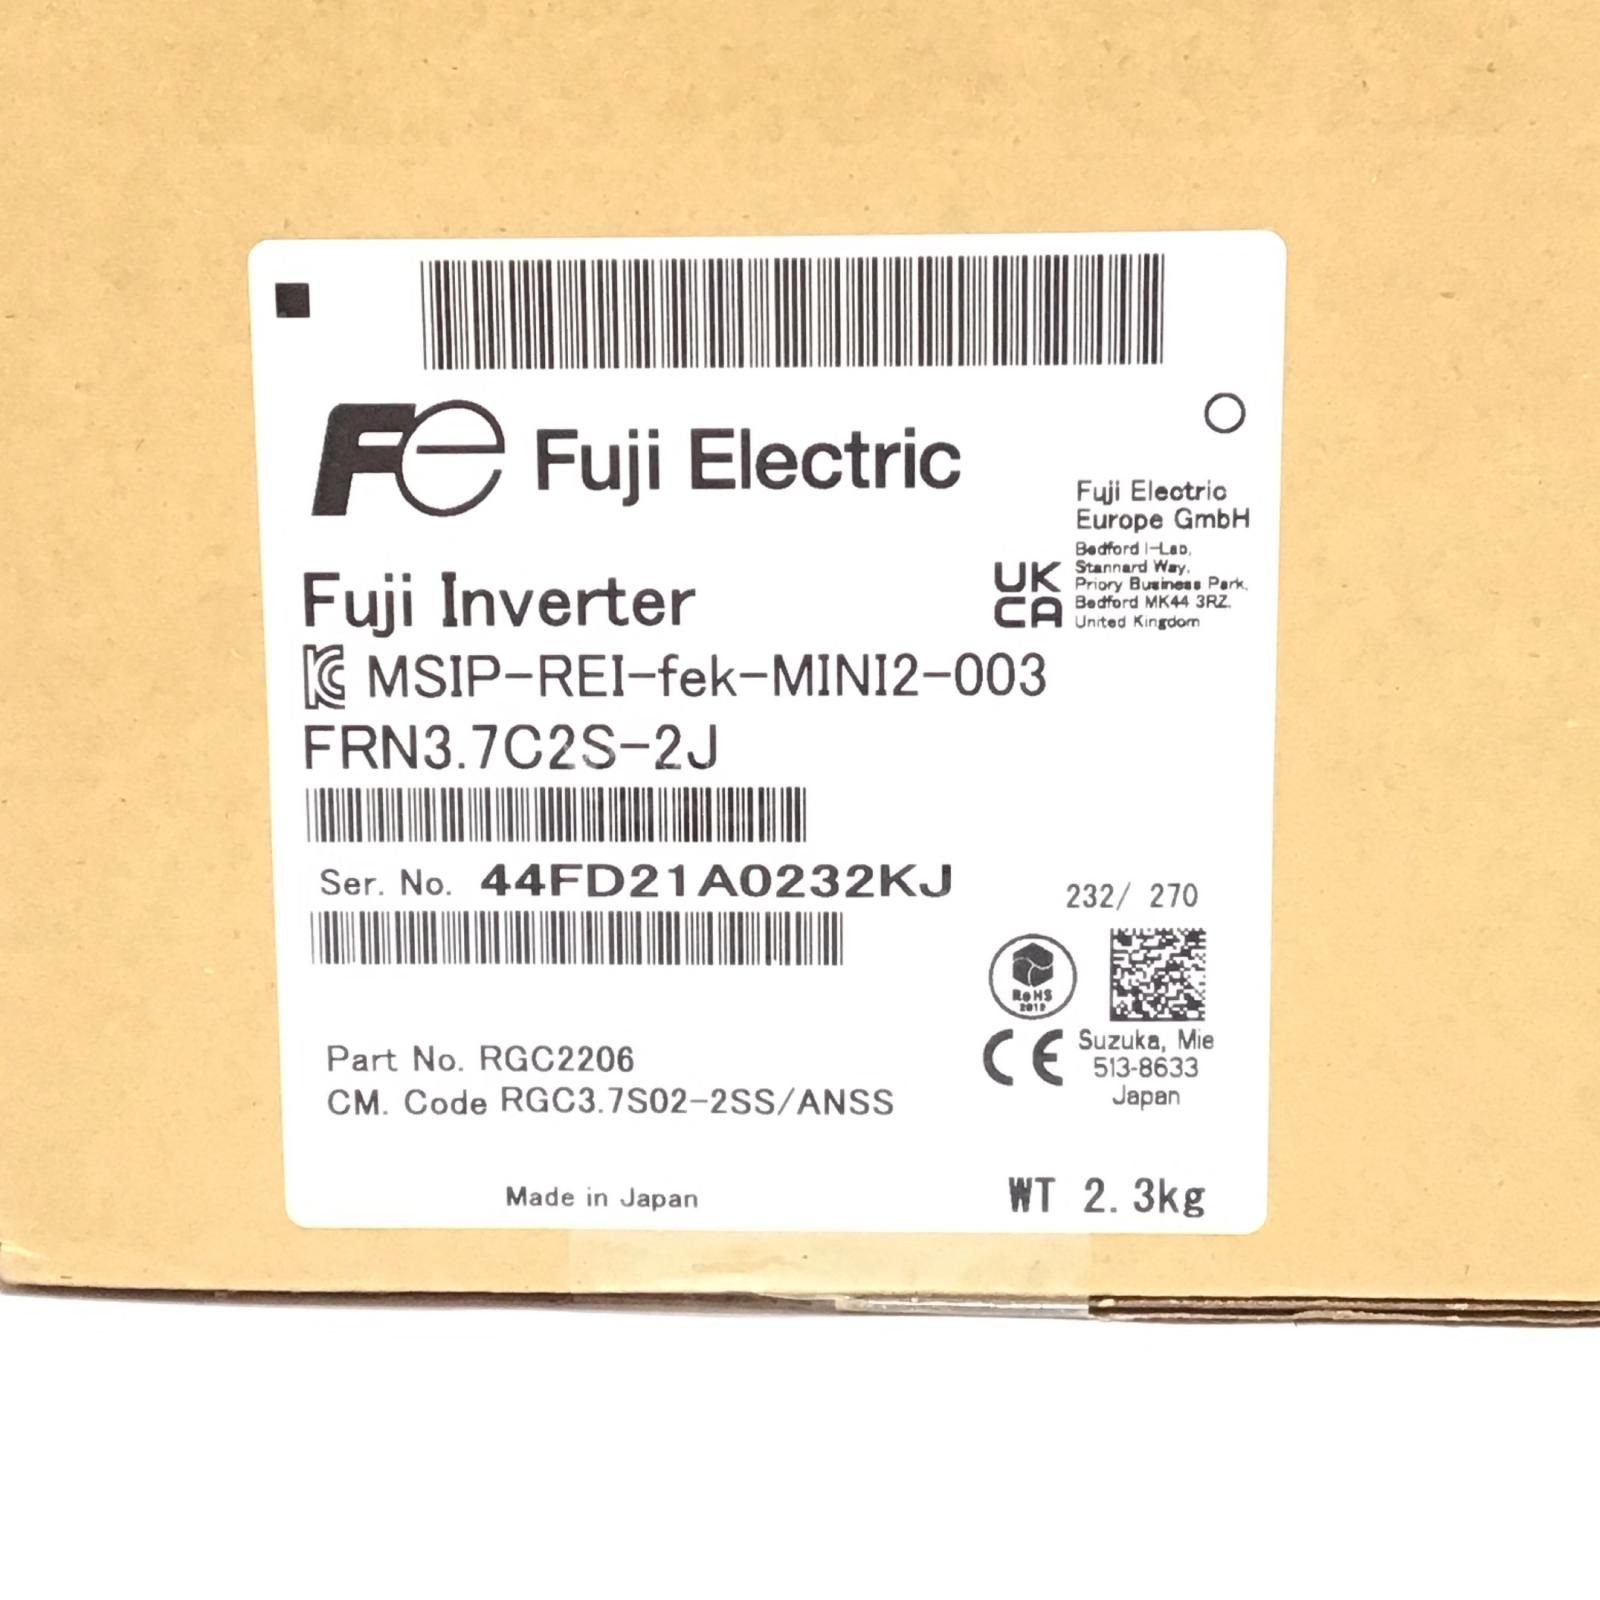 Fe Fuji Electric
Fuji Electric
Europe GmbH
Bedford i-Lab,
Stannard Way,
Priory Business Park,
Bedford MK44 3RZ,
United Kingdom
UK
CA
Fuji Inverter
MSIP-REI-fek-MINI2-003
FRN3.7C2S-2J
Ser. No. 44FD21A0232KJ
232/ 270
RoHS
2019
CE
Suzuka, Mie
513-8633
Japan
Part No. RGC2206
CM. Code RGC3.7S02-2SS/ANSS
Made in Japan
WT 2.3kg